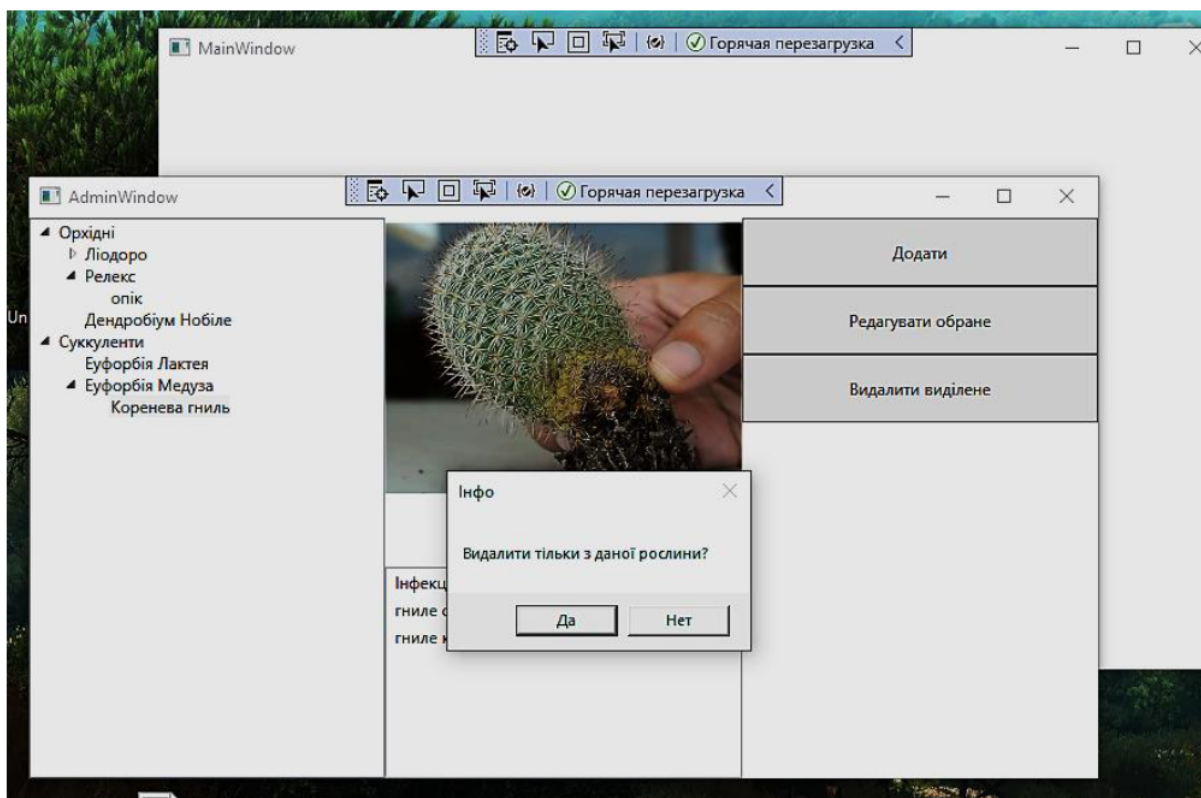 MainWindow
Горячая перезагрузка
AdminWindow
Горячая перезагрузка
Орхідні
Ліодоро
Релекс
опік
Дендробіум Нобіле
Суккуленти
Еуфорбія Лактея
Еуфорбія Медуза
Коренева гниль
Un
Додати
Редагувати обране
Видалити виділене
Інфо
Видалити тільки з даної рослини?
Да
Нет
гниле
гниле